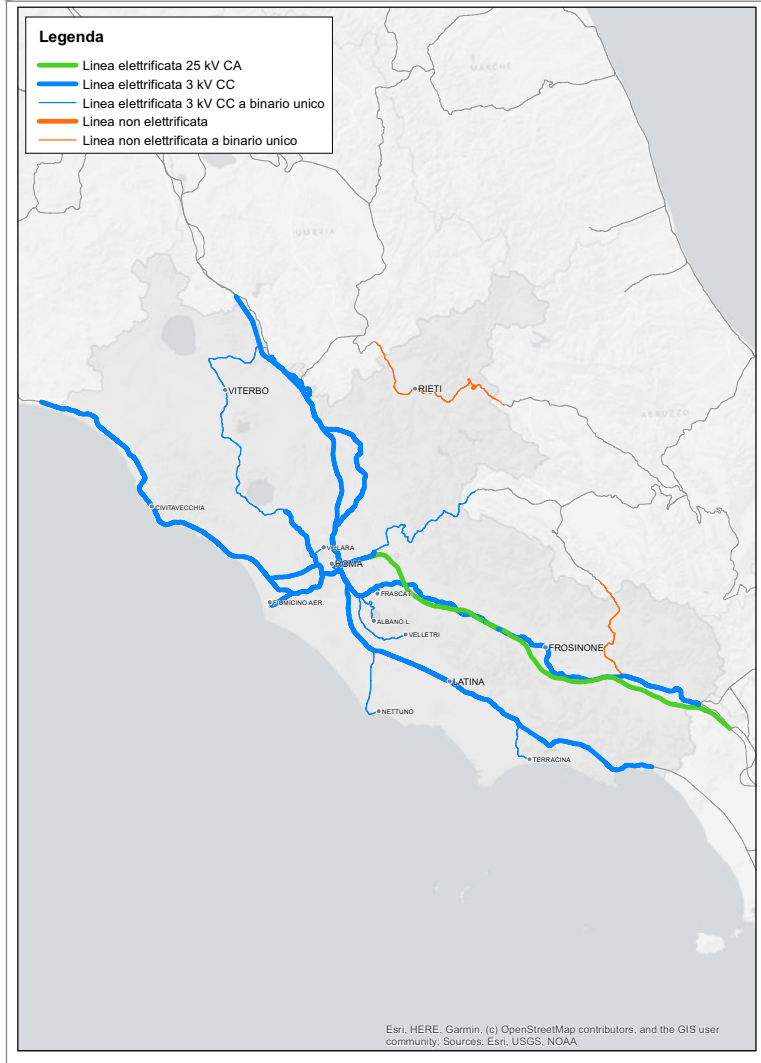 Legenda
Linea elettrificata 25 kV CA
Linea elettrificata 3 kV CC
Linea elettrificata 3 kV CC a binario unico
Linea non elettrificata
Linea non elettrificata a binario unico
MARCHE
UMBRIA
RIETI
VITERBO
ABRUZZO
CIVITAVECCHIA
ROMA
FRASCATI
FIUMICINO AER.
ALBANO L.
VELLETRI
FROSINONE
LATINA
NETTUNO
TERRACINA
Esri, HERE, Garmin, (c) OpenStreetMap contributors, and the GIS user
community, Sources: Esri, USGS, NOAA